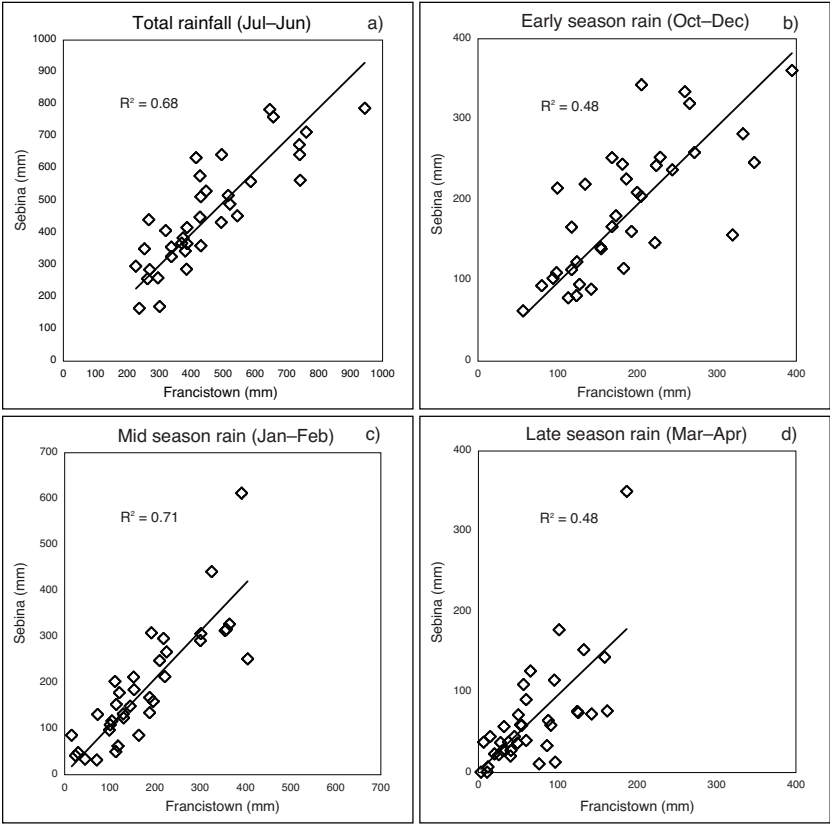 Total rainfall (Jul–Jun) a)
1000
900
800
700
600
500
400
300
200
100
0
Sebina (mm)
R² = 0.68
0 100 200 300 400 500 600 700 800 900 1000
Francistown (mm)
Early season rain (Oct–Dec) b)
400
300
200
100
0
Sebina (mm)
R² = 0.48
0 100 200 300 400
Francistown (mm)
Mid season rain (Jan–Feb) c)
700
600
500
400
300
200
100
0
Sebina (mm)
R² = 0.71
0 100 200 300 400 500 600 700
Francistown (mm)
Late season rain (Mar–Apr) d)
400
300
200
100
0
Sebina (mm)
R² = 0.48
0 100 200 300 400
Francistown (mm)